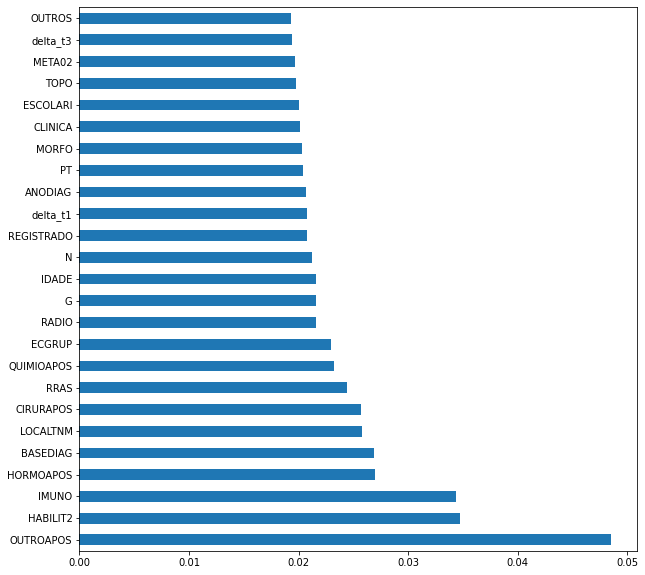 OUTROS
delta_t3
META02
TOPO
ESCOLARI
CLINICA
MORFO
PT
ANODIAG
delta_t1
REGISTRADO
N
IDADE
G
RADIO
ECGRUP
QUIMIOAPOS
RRAS
CIRURAPOS
LOCALTNM
BASEDIAG
HORMOAPOS
IMUNO
HABILIT2
OUTROAPOS
0.00 0.01 0.02 0.03 0.04 0.05